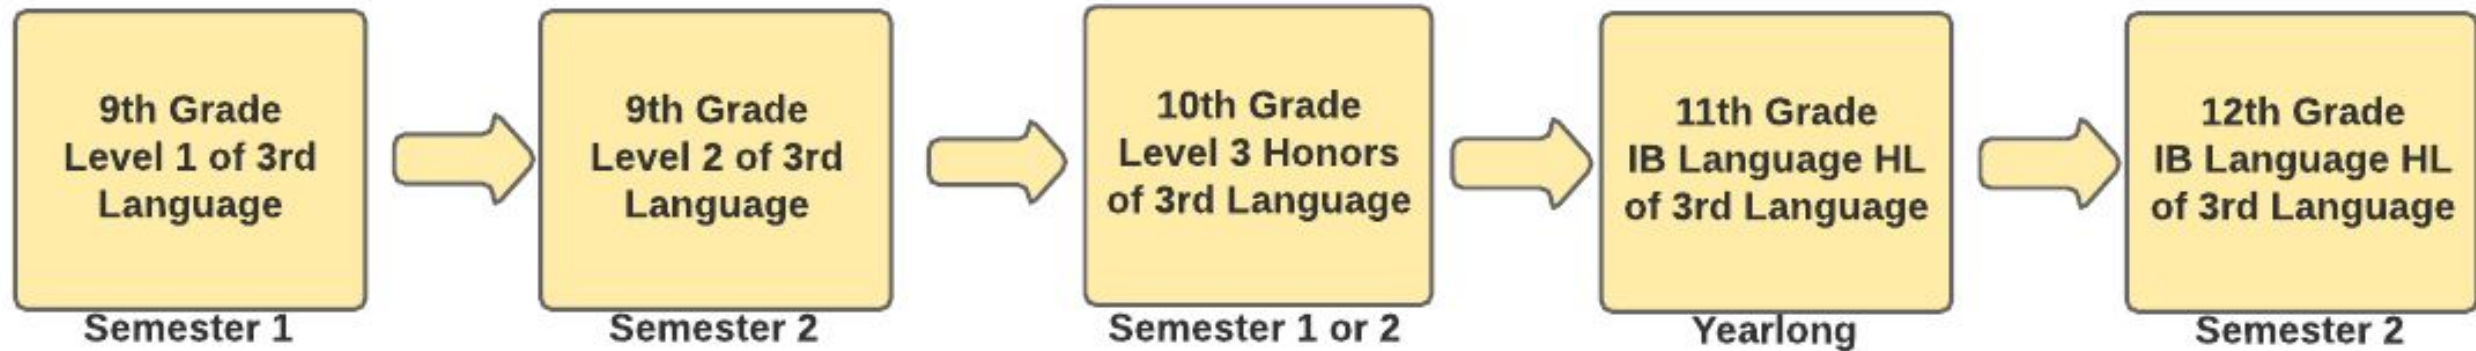 9th Grade
Level 1 of 3rd
Language
Semester 1
9th Grade
Level 2 of 3rd
Language
Semester 2
10th Grade
Level 3 Honors
of 3rd Language
Semester 1 or 2
11th Grade
IB Language HL
of 3rd Language
Yearlong
12th Grade
IB Language HL
of 3rd Language
Semester 2